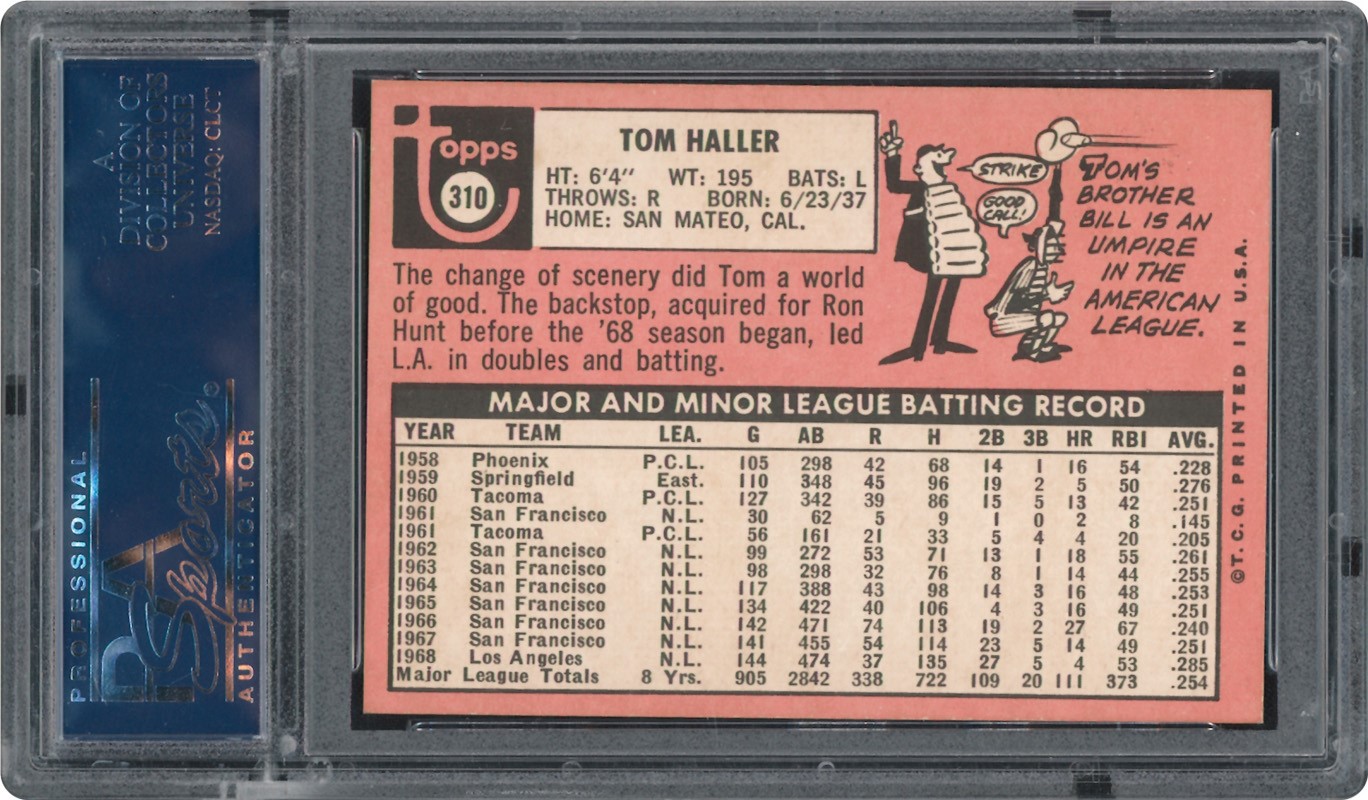 A
DIVISION OF
COLLECTORS
UNIVERSE
NASDAQ: CLCT
PROFESSIONAL
PSA
Sports®
AUTHENTICATOR
topps
310
TOM HALLER
HT: 6'4" WT: 195 BATS: L
THROWS: R BORN: 6/23/37
HOME: SAN MATEO, CAL.
STRIKE
GOOD
CALL!
TOM'S
BROTHER
BILL IS AN
UMPIRE
IN THE
AMERICAN
LEAGUE.
The change of scenery did Tom a world
of good. The backstop, acquired for Ron
Hunt before the '68 season began, led
L.A. in doubles and batting.
MAJOR AND MINOR LEAGUE BATTING RECORD
YEAR TEAM LEA. G AB R H 2B 3B HR RBI AVG.
1958 Phoenix P.C.L. 105 298 42 68 14 1 16 54 .228
1959 Springfield East. 110 348 45 96 19 2 5 50 .276
1960 Tacoma P.C.L. 127 342 39 86 15 5 13 42 .251
1961 San Francisco N.L. 30 62 5 9 1 0 2 8 .145
1961 Tacoma P.C.L. 56 161 21 33 5 4 4 20 .205
1962 San Francisco N.L. 99 272 53 71 13 1 18 55 .261
1963 San Francisco N.L. 98 298 32 76 8 1 14 44 .255
1964 San Francisco N.L. 117 388 43 98 14 3 16 48 .253
1965 San Francisco N.L. 134 422 40 106 4 3 16 49 .251
1966 San Francisco N.L. 142 471 74 113 19 2 27 67 .240
1967 San Francisco N.L. 141 455 54 114 23 5 14 49 .251
1968 Los Angeles N.L. 144 474 37 135 27 5 4 53 .285
Major League Totals 8 Yrs. 905 2842 338 722 109 20 111 373 .254
©T.C.G. PRINTED IN U.S.A.